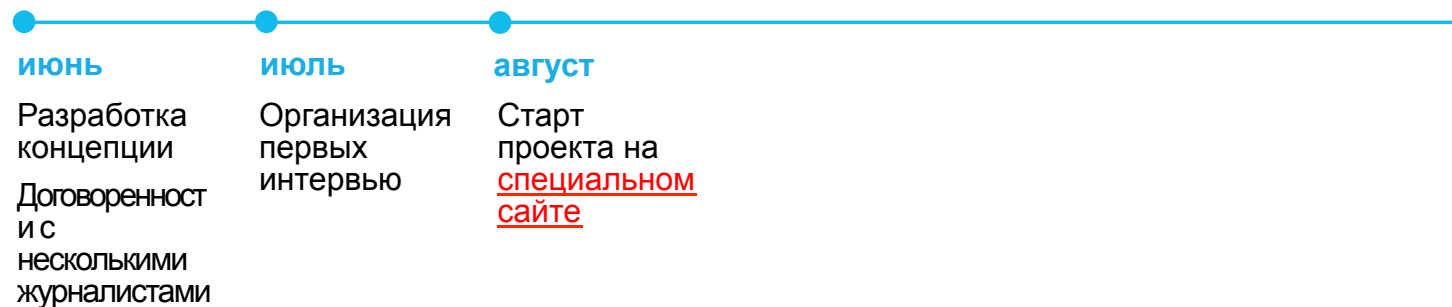 июнь
Разработка
концепции
Договоренност
и с
несколькими
журналистами
июль
Организация
первых
интервью
август
Старт
проекта на
специальном
сайте